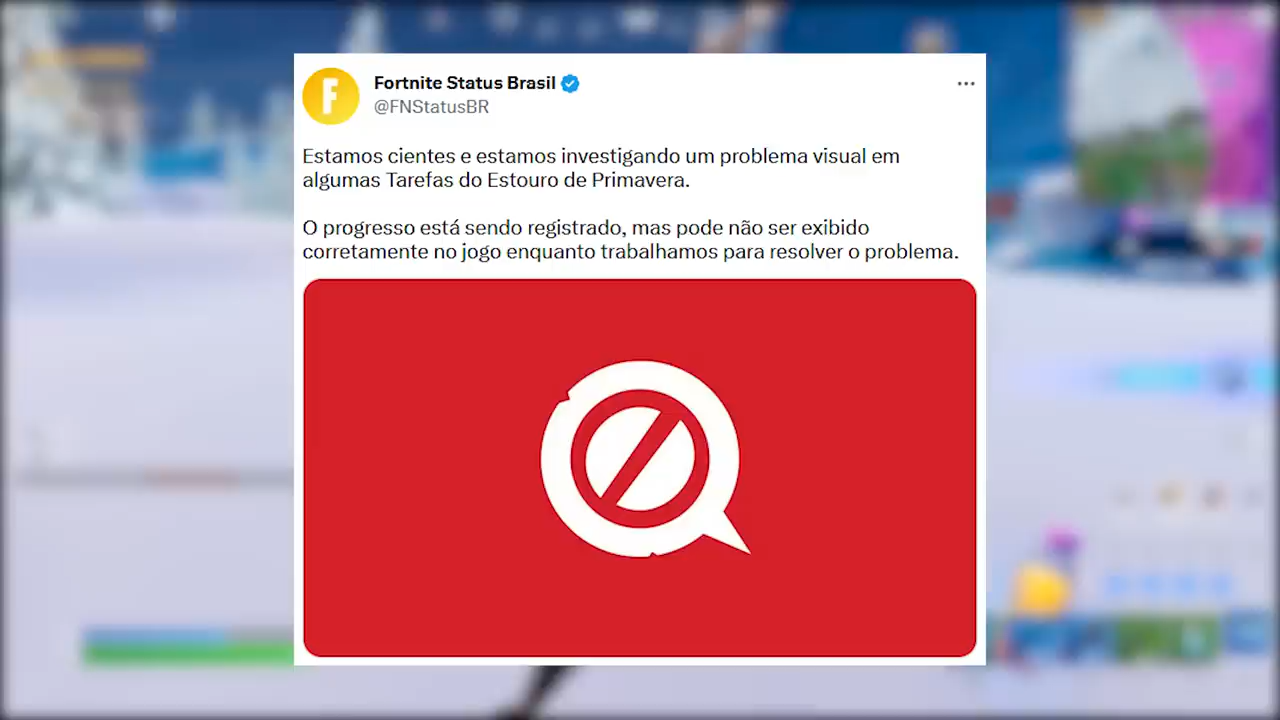 Fortnite Status Brasil
@FNStatusBR
Estamos cientes e estamos investigando um problema visual em
algumas Tarefas do Estouro de Primavera.
O progresso está sendo registrado, mas pode não ser exibido
corretamente no jogo enquanto trabalhamos para resolver o problema.